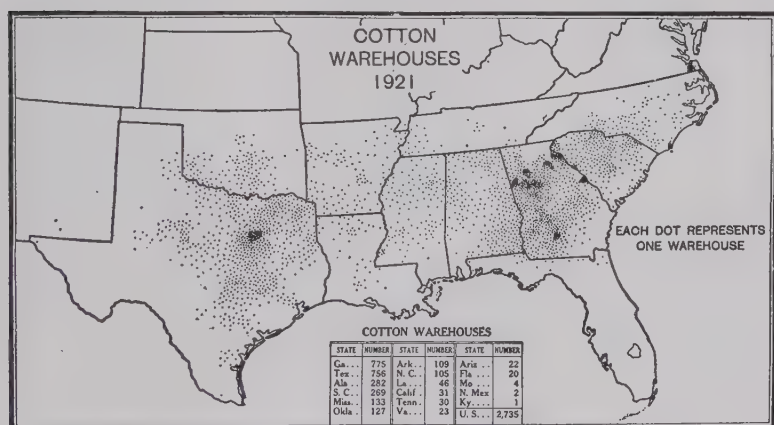 COTTON
WAREHOUSES
1921
EACH DOT REPRESENTS
ONE WAREHOUSE
COTTON WAREHOUSES
STATE NUMBER STATE NUMBER STATE NUMBER
Ga... 775 Ark.. 109 Ariz .. 22
Tex.. 756 N. C.. 105 Fla ... 20
Ala .. 282 La... 46 Mo ... 4
S. C.. 269 Calif . 31 N. Mex 2
Miss.. 133 Tenn. 30 Ky.... 1
Okla . 127 Va... 23 U. S... 2,735